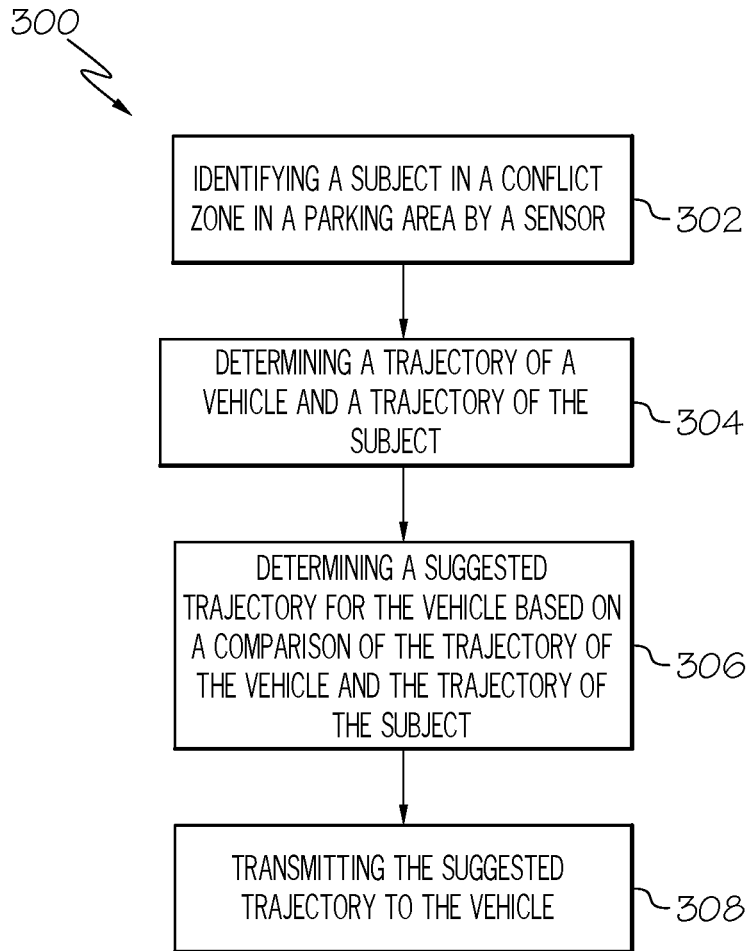 300
IDENTIFYING A SUBJECT IN A CONFLICT
ZONE IN A PARKING AREA BY A SENSOR
302
DETERMINING A TRAJECTORY OF A
VEHICLE AND A TRAJECTORY OF THE
SUBJECT
304
DETERMINING A SUGGESTED
TRAJECTORY FOR THE VEHICLE BASED ON
A COMPARISON OF THE TRAJECTORY OF
THE VEHICLE AND THE TRAJECTORY OF
THE SUBJECT
306
TRANSMITTING THE SUGGESTED
TRAJECTORY TO THE VEHICLE
308